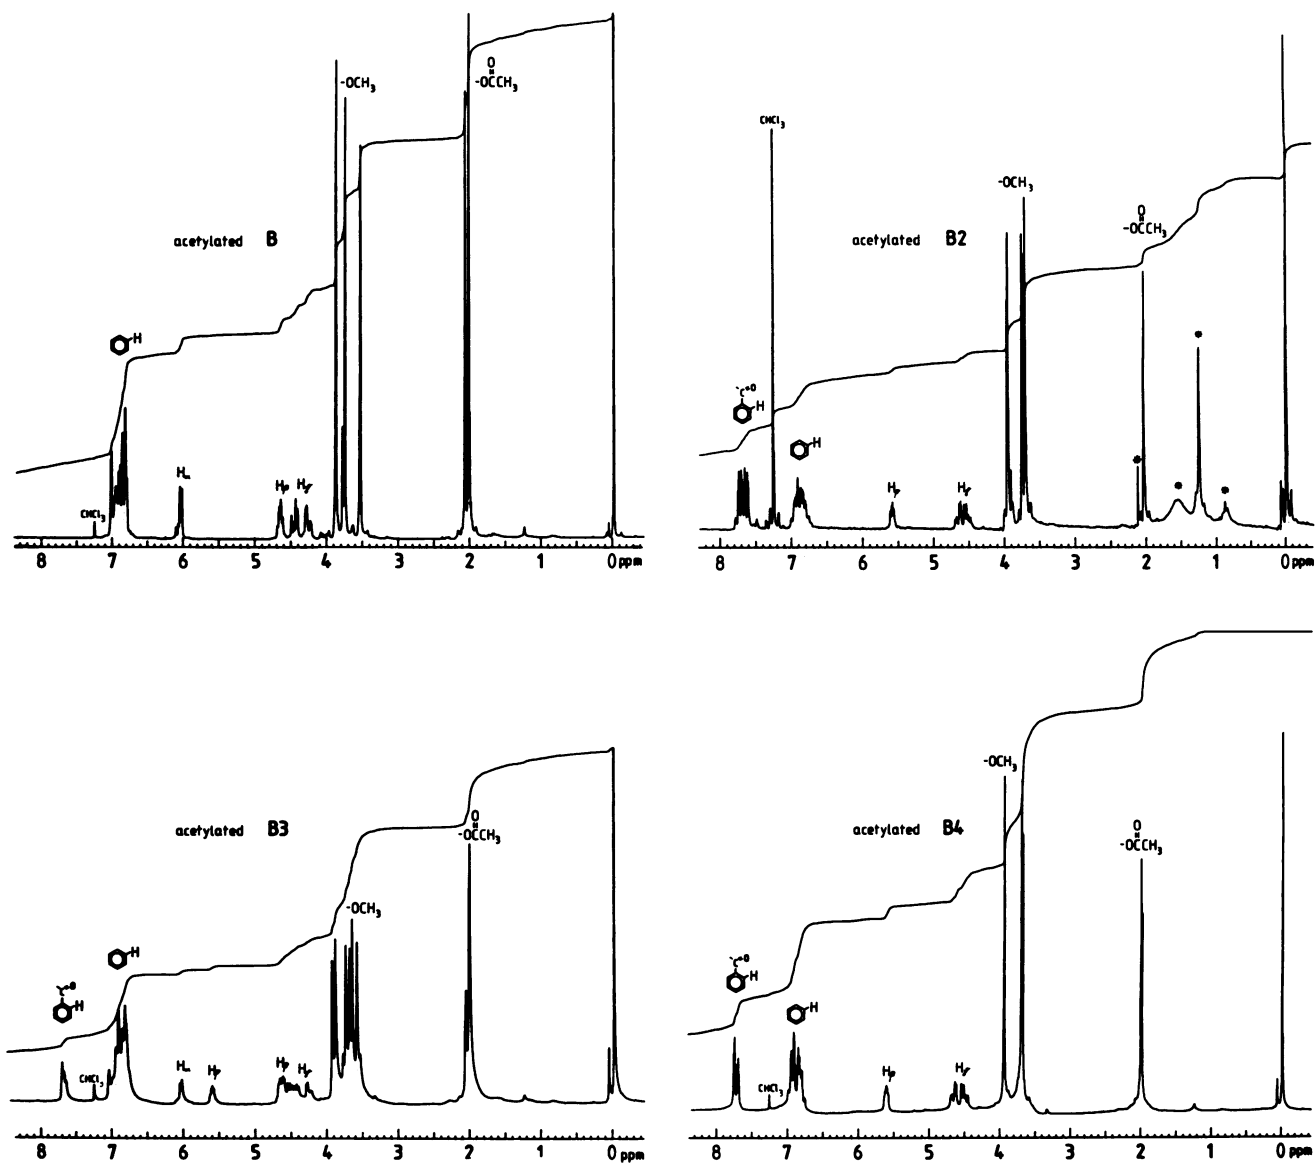 -OCH₃
O
-OCCH₃
acetylated B
H
CHCl₃
Hα
Hβ
Hγ
8 7 6 5 4 3 2 1 0 ppm
CHCl₃
-OCH₃
O
-OCCH₃
acetylated B2
C=O
H
H
Hβ
Hγ
*
*
*
*
8 7 6 5 4 3 2 1 0 ppm
acetylated B3
O
-OCCH₃
-OCH₃
H
C=O
H
CHCl₃
Hα
Hβ
Hβ
Hγ
8 7 6 5 4 3 2 1 0 ppm
-OCH₃
acetylated B4
O
-OCCH₃
C=O
H
H
CHCl₃
Hβ
Hγ
8 7 6 5 4 3 2 1 0 ppm